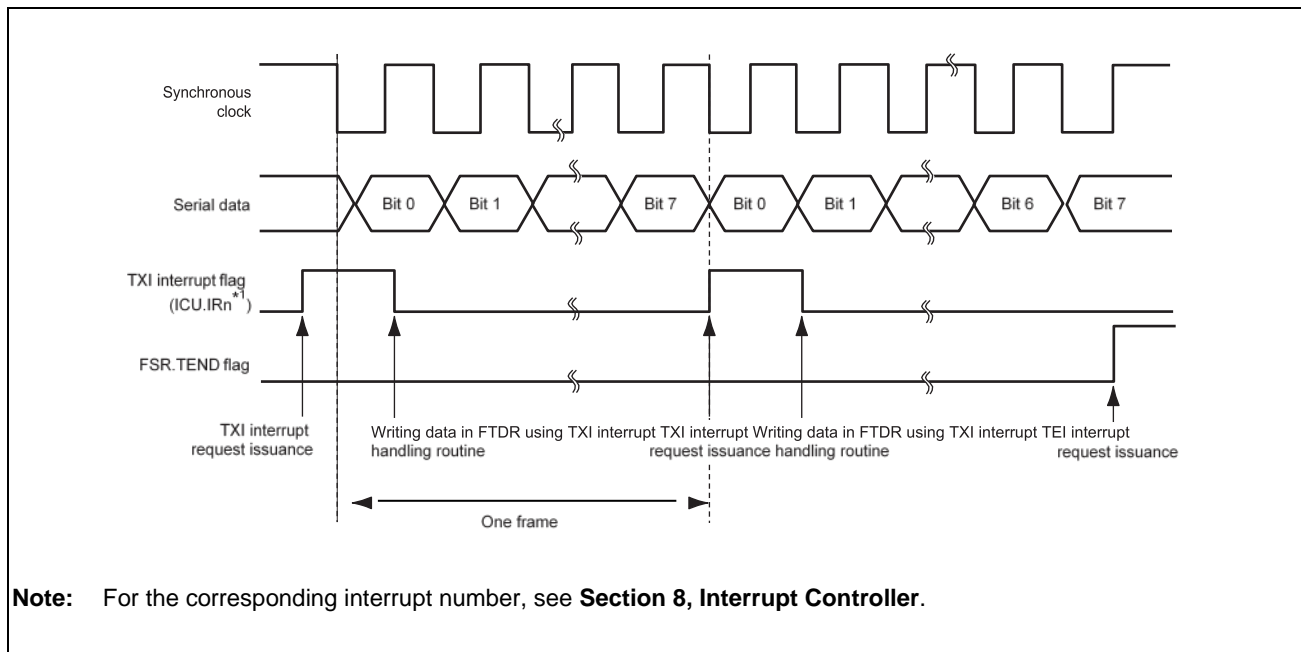 Synchronous
clock
Serial data
Bit 0
Bit 1
Bit 7
Bit 0
Bit 1
Bit 6
Bit 7
TXI interrupt flag
(ICU.IRn*1)
FSR.TEND flag
TXI interrupt
request issuance
Writing data in FTDR using TXI interrupt
handling routine
TXI interrupt
request issuance
Writing data in FTDR using TXI interrupt
handling routine
TEI interrupt
request issuance
One frame
Note: For the corresponding interrupt number, see Section 8, Interrupt Controller.